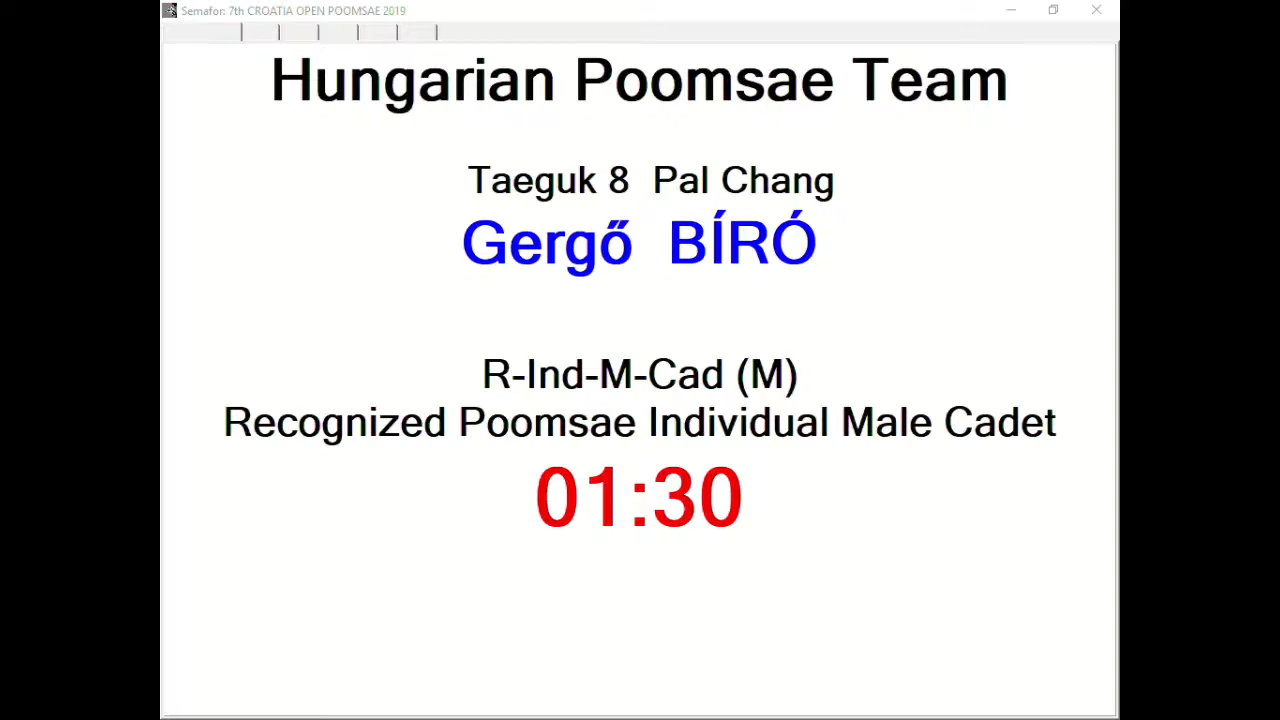 Semafor: 7th CROATIA OPEN POOMSAE 2019
Hungarian Poomsae Team
Taeguk 8 Pal Chang
Gergő BÍRÓ
R-Ind-M-Cad (M)
Recognized Poomsae Individual Male Cadet
01:30